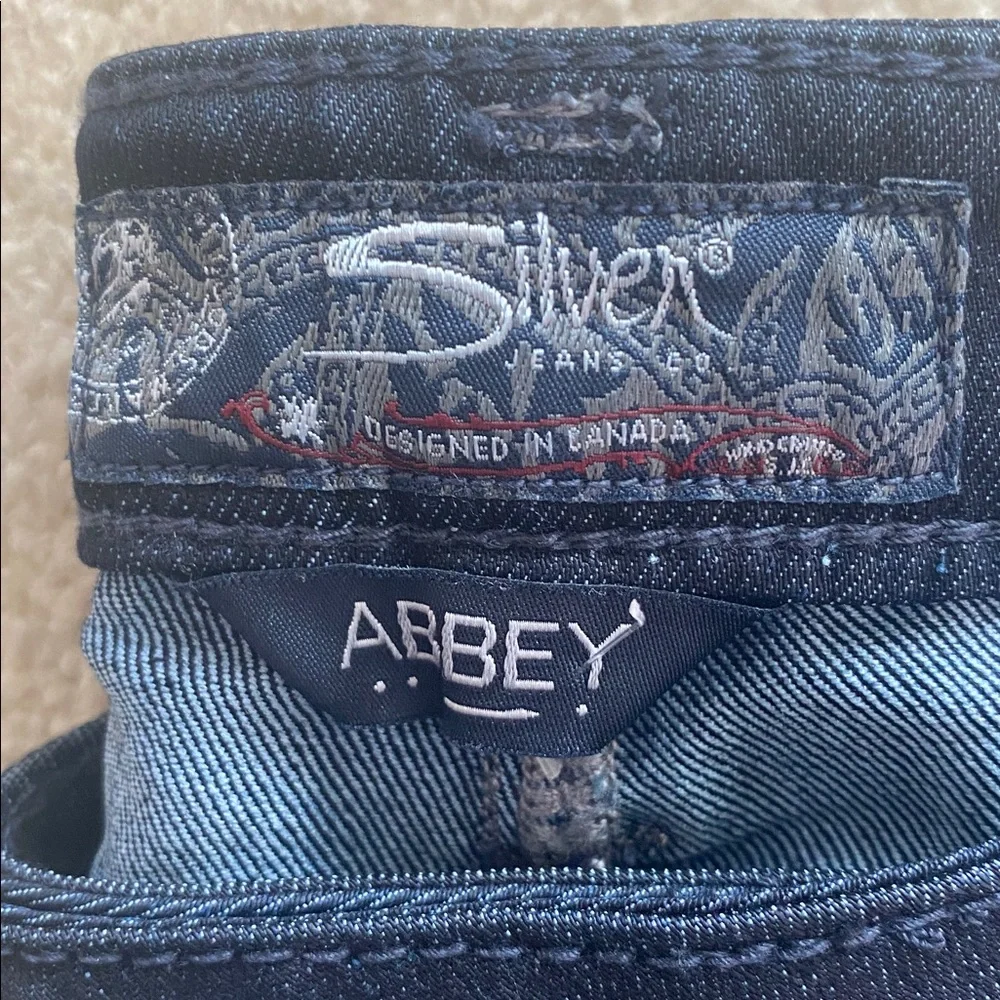 Silver®
JEANS CO
DESIGNED IN CANADA
ABBEY